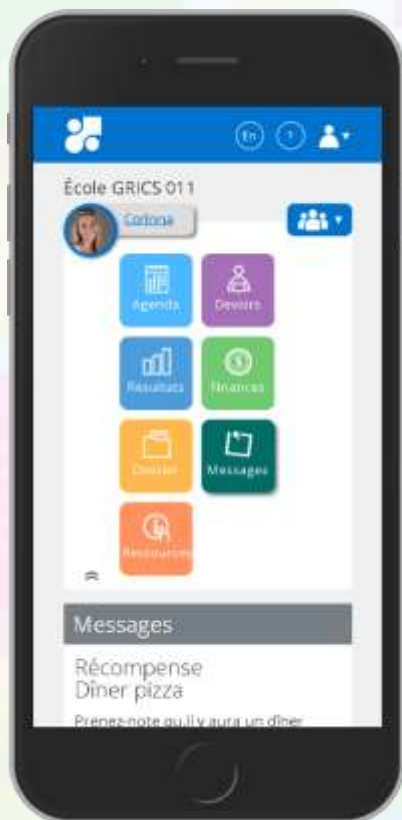 En
École GRICS 011
Agenda
Devoirs
Résultats
Finances
Dossier
Messages
Ressources
Messages
Récompense
Dîner pizza
Prenez-note qu,il y aura un dîner